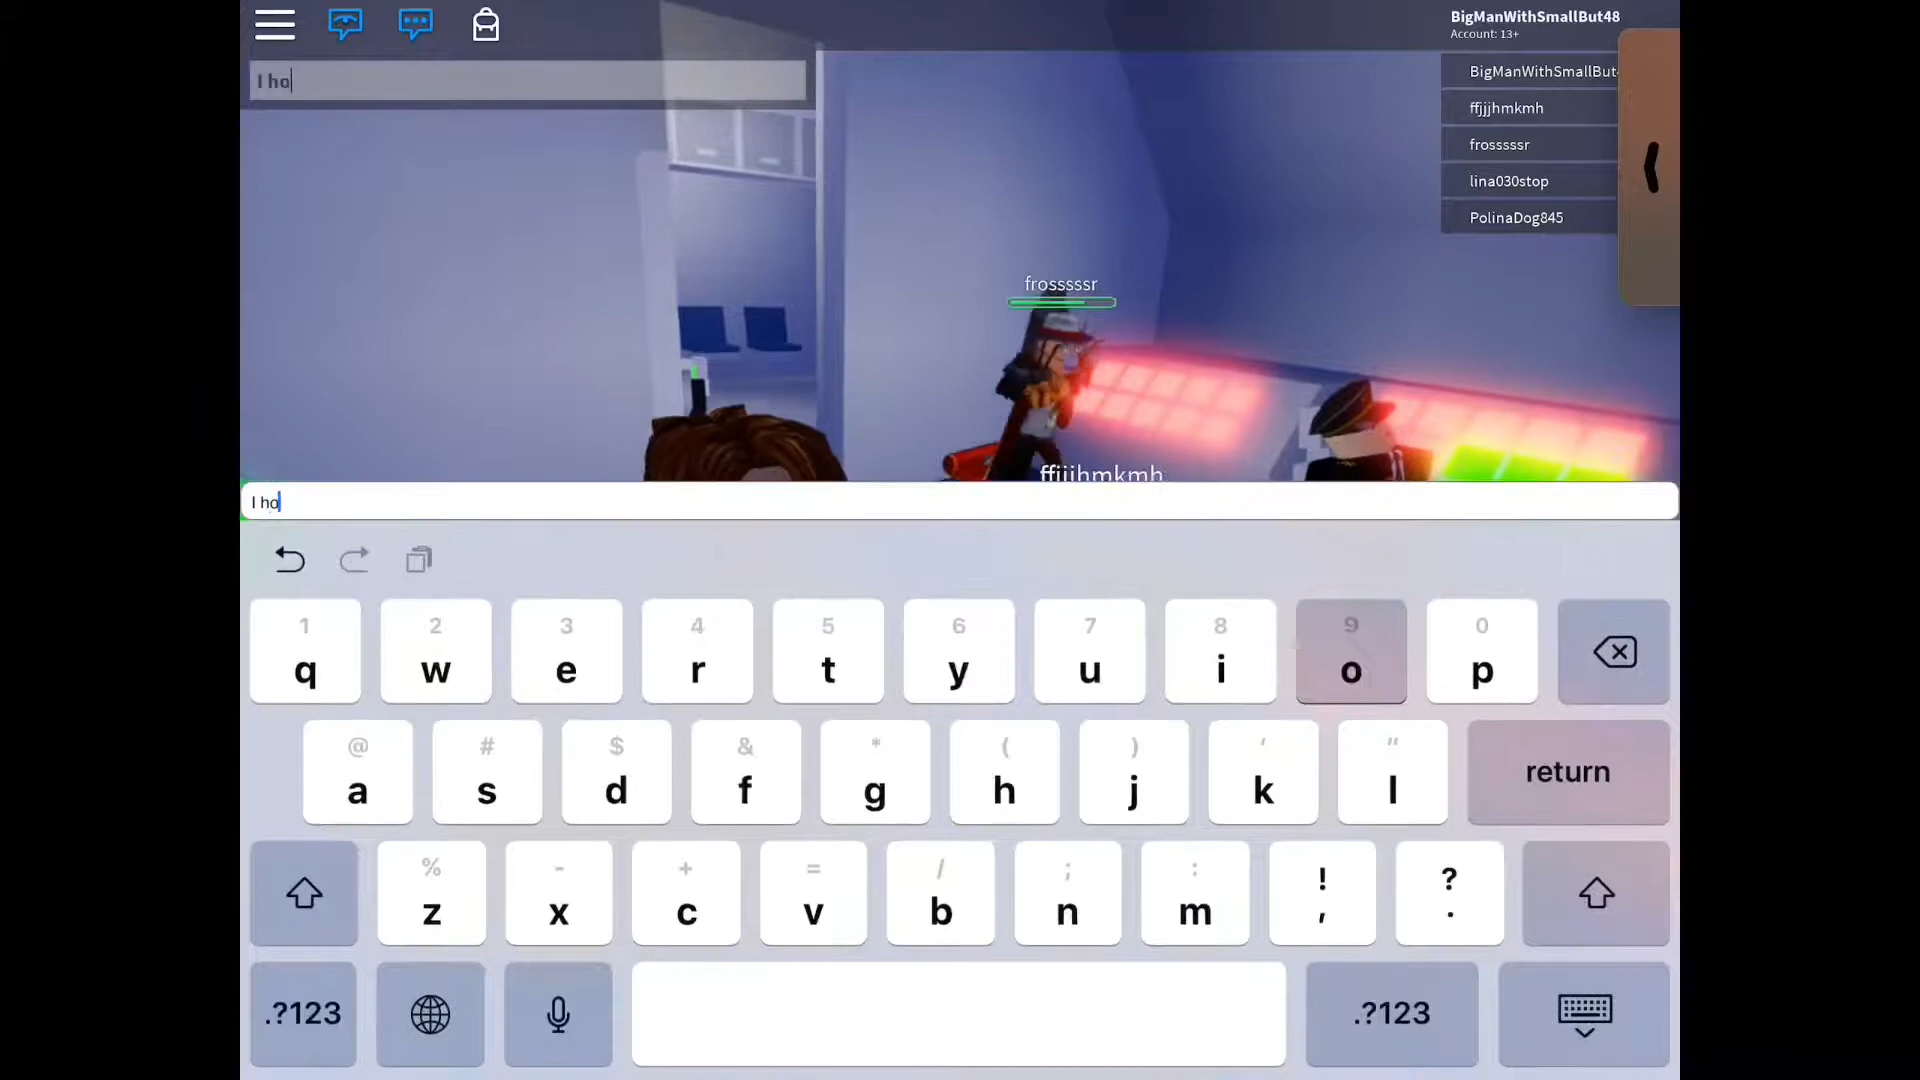 BigManWithSmallBut48
Account: 13+
I ho
BigManWithSmallBut4
ffjjjhmkmh
frosssssr
lina030stop
PolinaDog845
frosssssr
ffjjjhmkmh
I ho
1 2 3 4 5 6 7 8 9 0
q w e r t y u i o p
@ # $ & * ( ) ' "
a s d f g h j k l return
% - + = / ; : ! ?
z x c v b n m , .
.?123 .?123